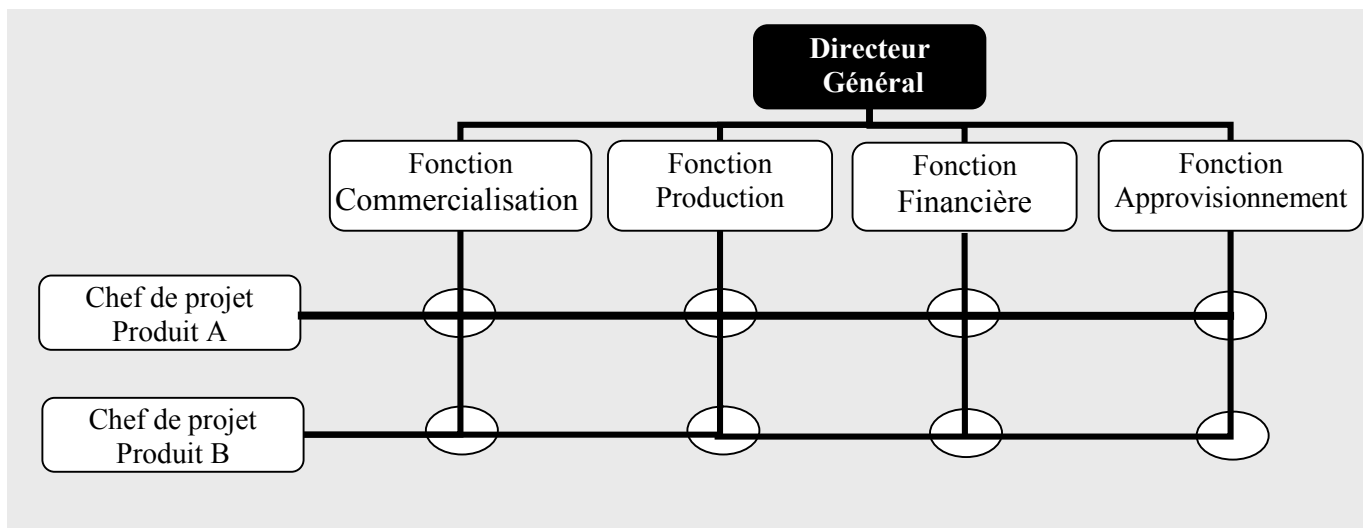 Directeur
Général
Fonction
Commercialisation
Fonction
Production
Fonction
Financière
Fonction
Approvisionnement
Chef de projet
Produit A
Chef de projet
Produit B